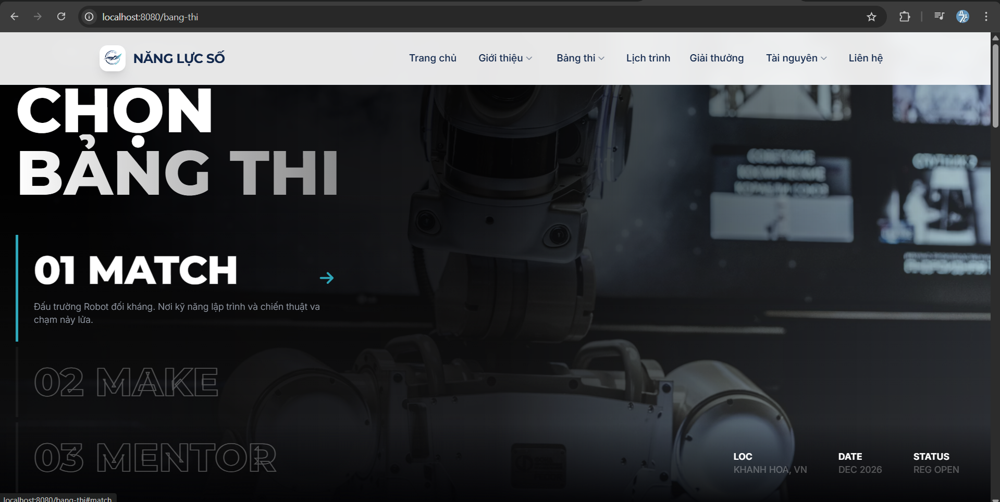 localhost:8080/bang-thi
NĂNG LỰC SỐ
Trang chủ
Giới thiệu
Bảng thi
Lịch trình
Giải thưởng
Tài nguyên
Liên hệ
CHỌN
BẢNG THI
01 MATCH
Đấu trường Robot đối kháng. Nơi kỹ năng lập trình và chiến thuật va
chạm nảy lửa.
02 MAKE
03 MENTOR
LOC
KHANH HOA, VN
DATE
DEC 2026
STATUS
REG OPEN
localhost:8080/bang-thi#match